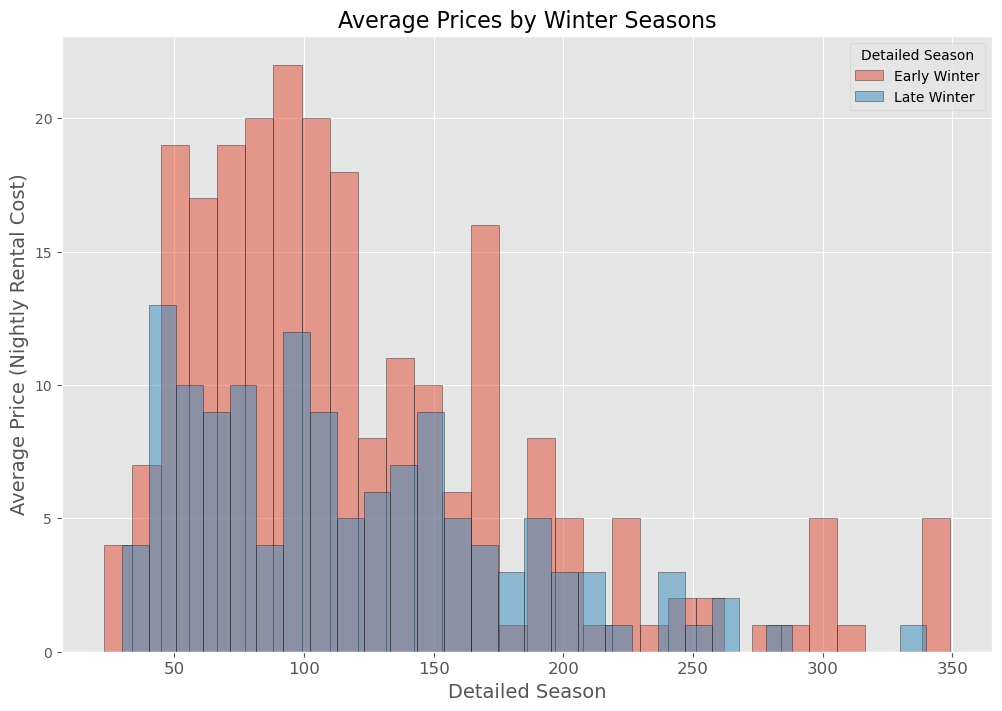 Average Prices by Winter Seasons
Detailed Season
Early Winter
Late Winter
Average Price (Nightly Rental Cost)
20
15
10
5
0
50 100 150 200 250 300 350
Detailed Season